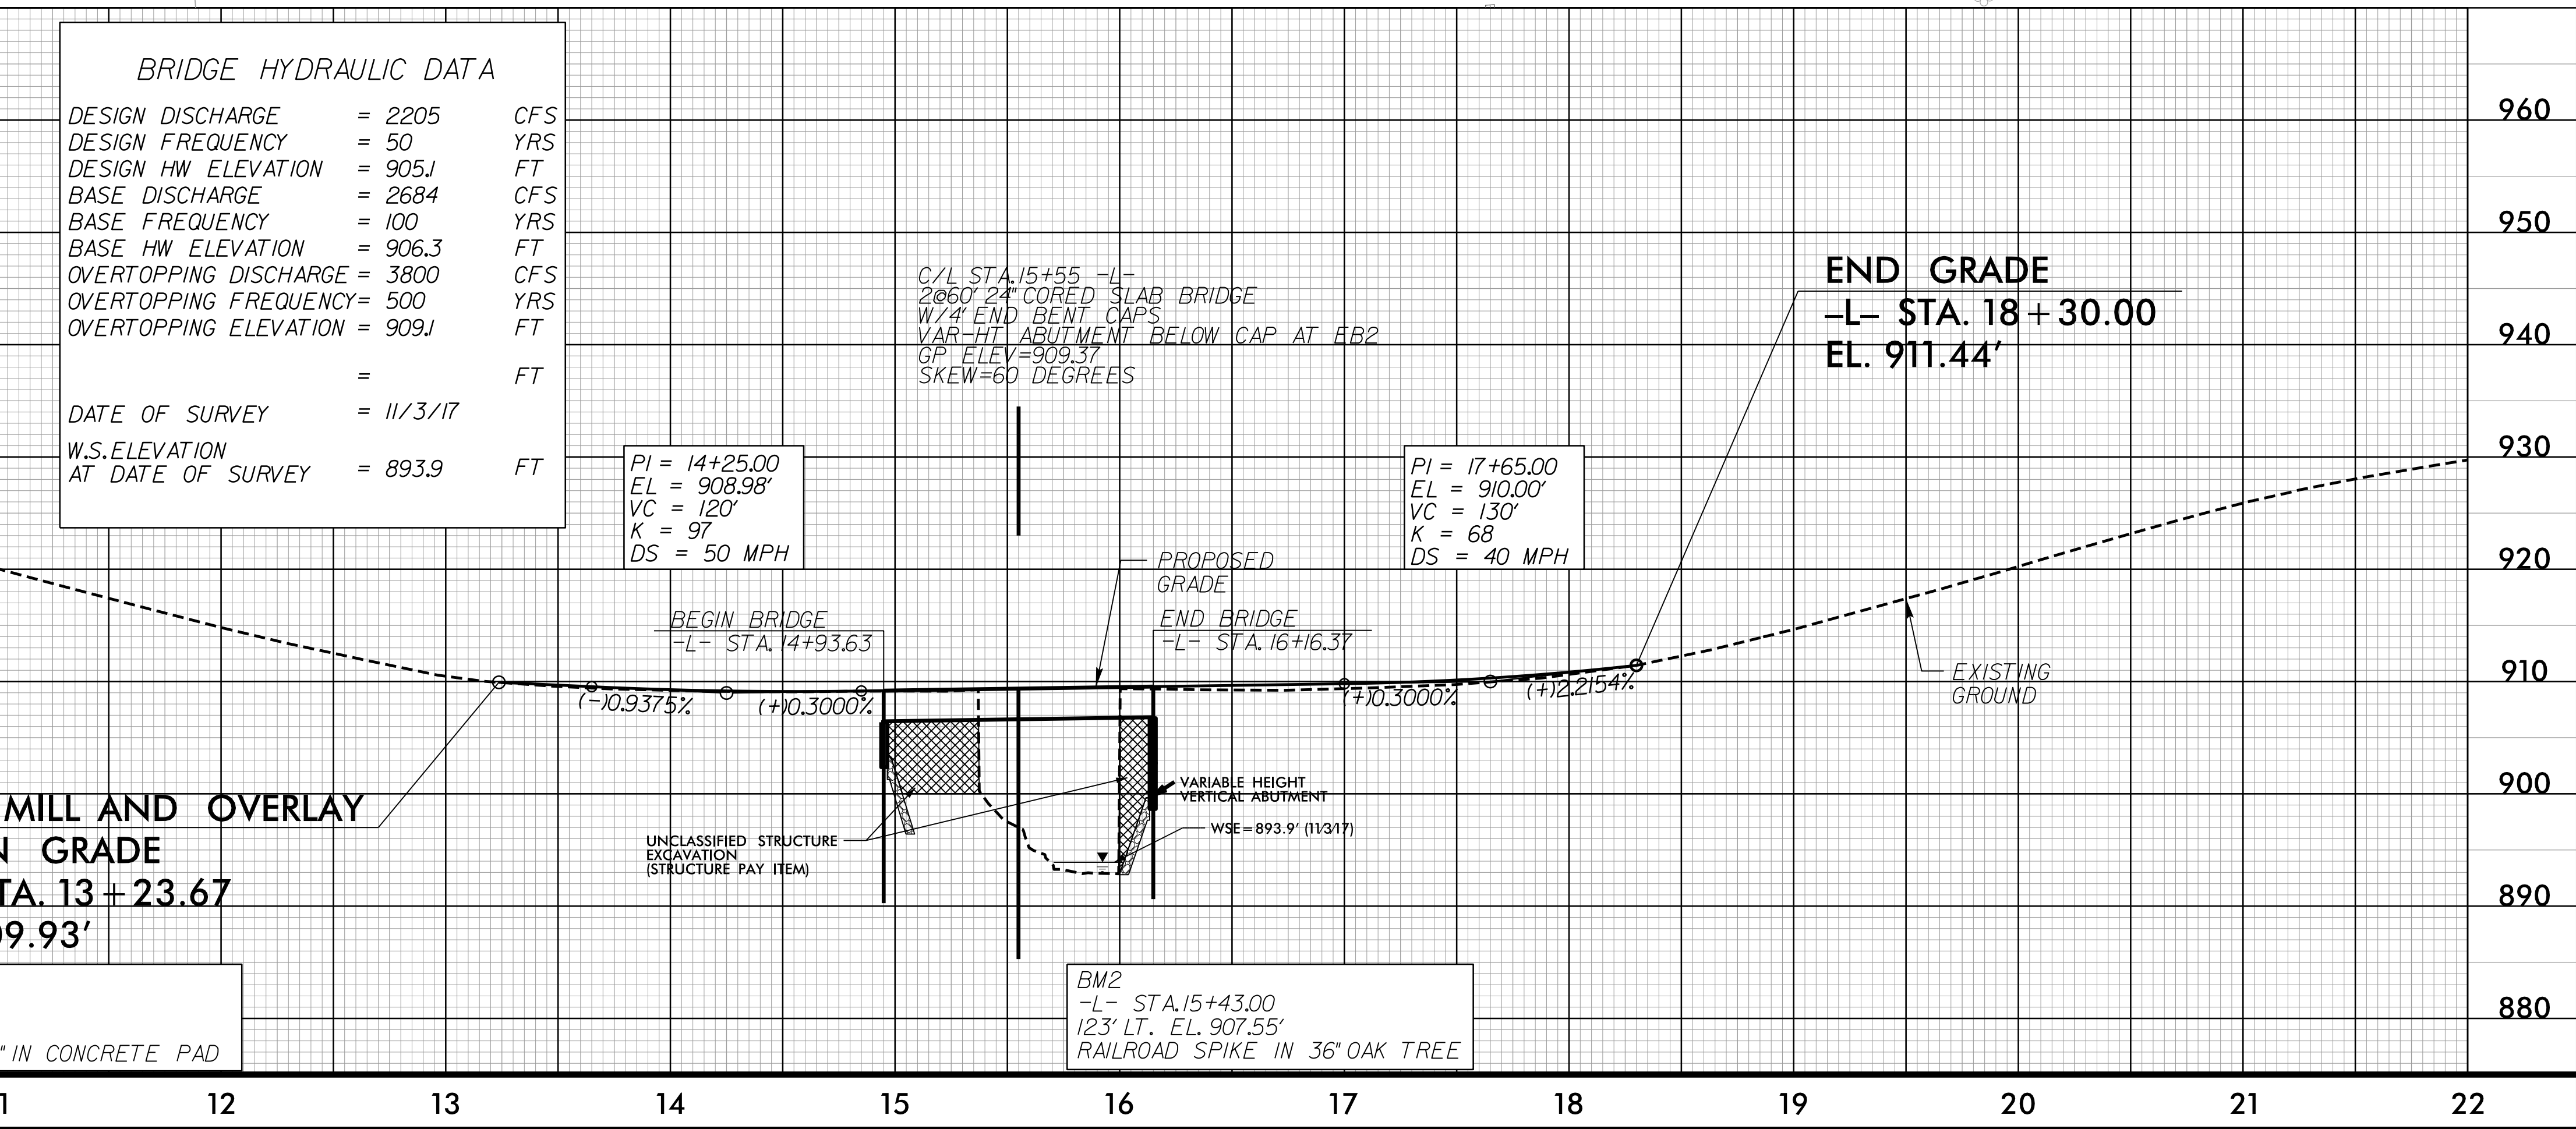 BRIDGE HYDRAULIC DATA
DESIGN DISCHARGE = 2205 CFS
DESIGN FREQUENCY = 50 YRS
DESIGN HW ELEVATION = 905.1 FT
BASE DISCHARGE = 2684 CFS
BASE FREQUENCY = 100 YRS
BASE HW ELEVATION = 906.3 FT
OVERTOPPING DISCHARGE = 3800 CFS
OVERTOPPING FREQUENCY = 500 YRS
OVERTOPPING ELEVATION = 909.1 FT
= FT
DATE OF SURVEY = 11/3/17
W.S.ELEVATION
AT DATE OF SURVEY = 893.9 FT
C/L STA.15+55 -L-
2@60' 24" CORED SLAB BRIDGE
W/4' END BENT CAPS
VAR-HT ABUTMENT BELOW CAP AT EB2
GP ELEV=909.37
SKEW=60 DEGREES
END GRADE
-L- STA. 18+30.00
EL. 911.44'
PI = 14+25.00
EL = 908.98'
VC = 120'
K = 97
DS = 50 MPH
PI = 17+65.00
EL = 910.00'
VC = 130'
K = 68
DS = 40 MPH
PROPOSED
GRADE
BEGIN BRIDGE
-L- STA. 14+93.63
END BRIDGE
-L- STA. 16+16.37
(-)0.9375%
(+)0.3000%
(+)0.3000%
(+)2.2154%
EXISTING
GROUND
MILL AND OVERLAY
N GRADE
TA. 13+23.67
09.93'
UNCLASSIFIED STRUCTURE
EXCAVATION
(STRUCTURE PAY ITEM)
VARIABLE HEIGHT
VERTICAL ABUTMENT
WSE=893.9' (11/3/17)
BM2
-L- STA.15+43.00
123' LT. EL. 907.55'
RAILROAD SPIKE IN 36" OAK TREE
" IN CONCRETE PAD
960
950
940
930
920
910
900
890
880
1 12 13 14 15 16 17 18 19 20 21 22